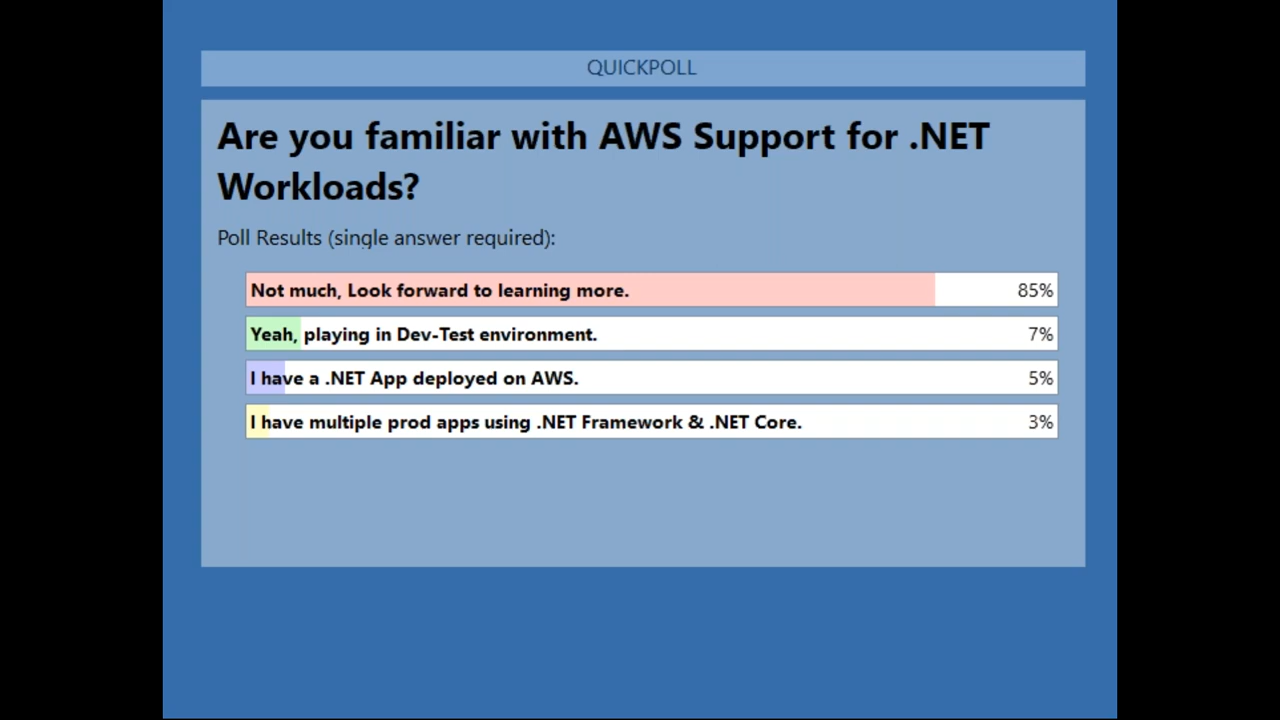 QUICKPOLL
Are you familiar with AWS Support for .NET
Workloads?
Poll Results (single answer required):
Not much, Look forward to learning more. 85%
Yeah, playing in Dev-Test environment. 7%
I have a .NET App deployed on AWS. 5%
I have multiple prod apps using .NET Framework & .NET Core. 3%